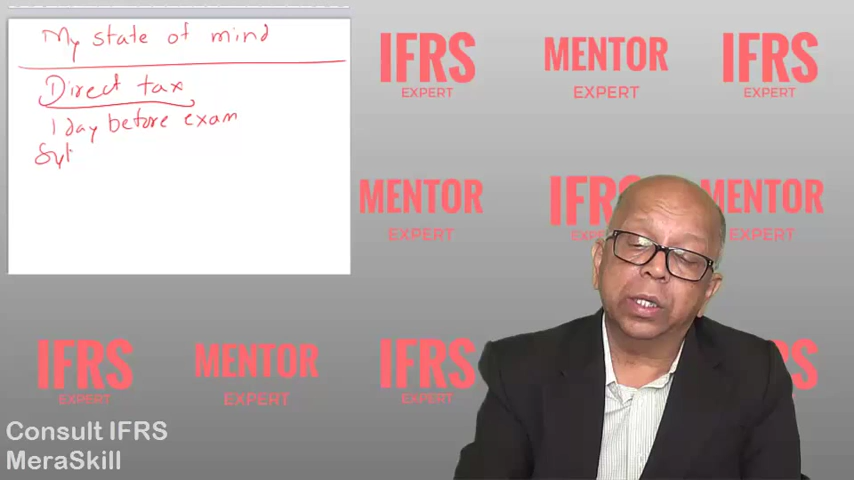 My state of mind
Direct tax
1 day before exam
Syl
IFRS
EXPERT
MENTOR
EXPERT
IFRS
EXPERT
MENTOR
EXPERT
IFRS
MENTOR
EXPERT
IFRS
EXPERT
MENTOR
EXPERT
IFRS
EXPERT
Consult IFRS
MeraSkill